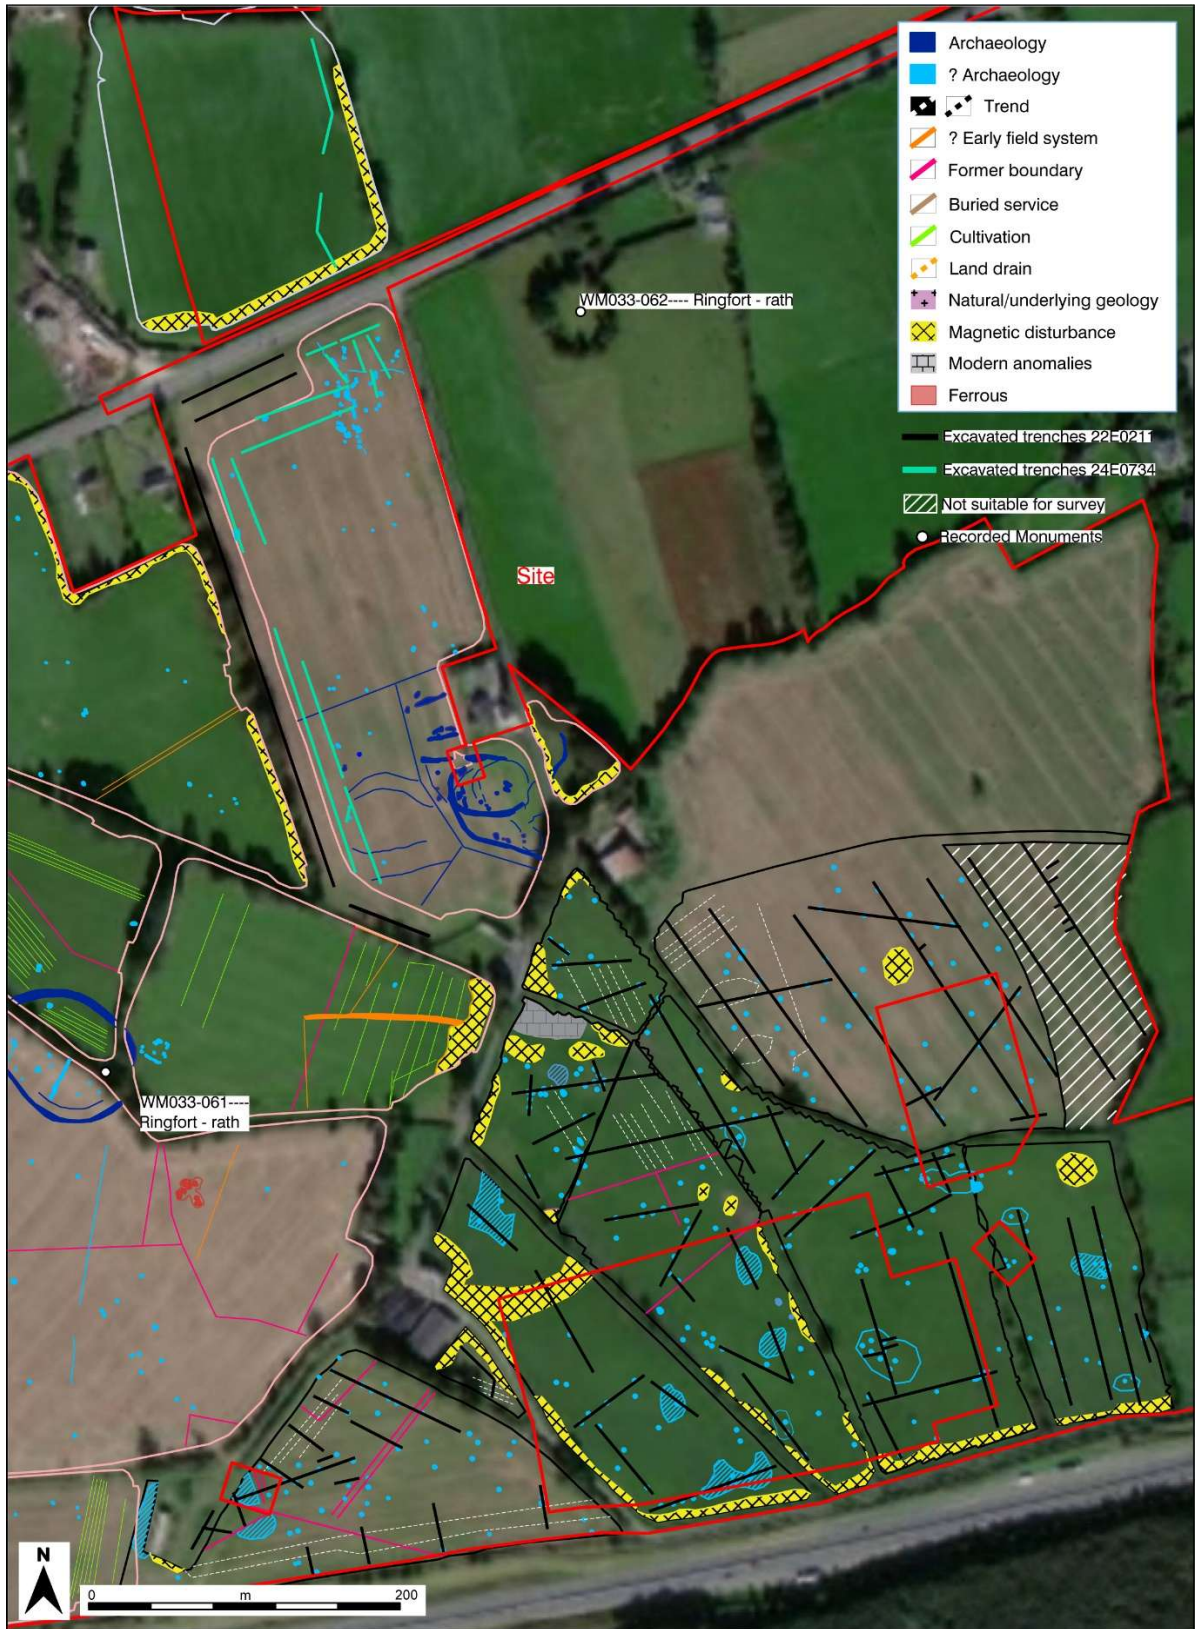 Archaeology
? Archaeology
Trend
? Early field system
Former boundary
Buried service
Cultivation
Land drain
Natural/underlying geology
Magnetic disturbance
Modern anomalies
Ferrous
Excavated trenches 22E0211
Excavated trenches 24E0734
Not suitable for survey
Recorded Monuments
WM033-062---- Ringfort - rath
Site
WM033-061----
Ringfort - rath
N
0 m 200